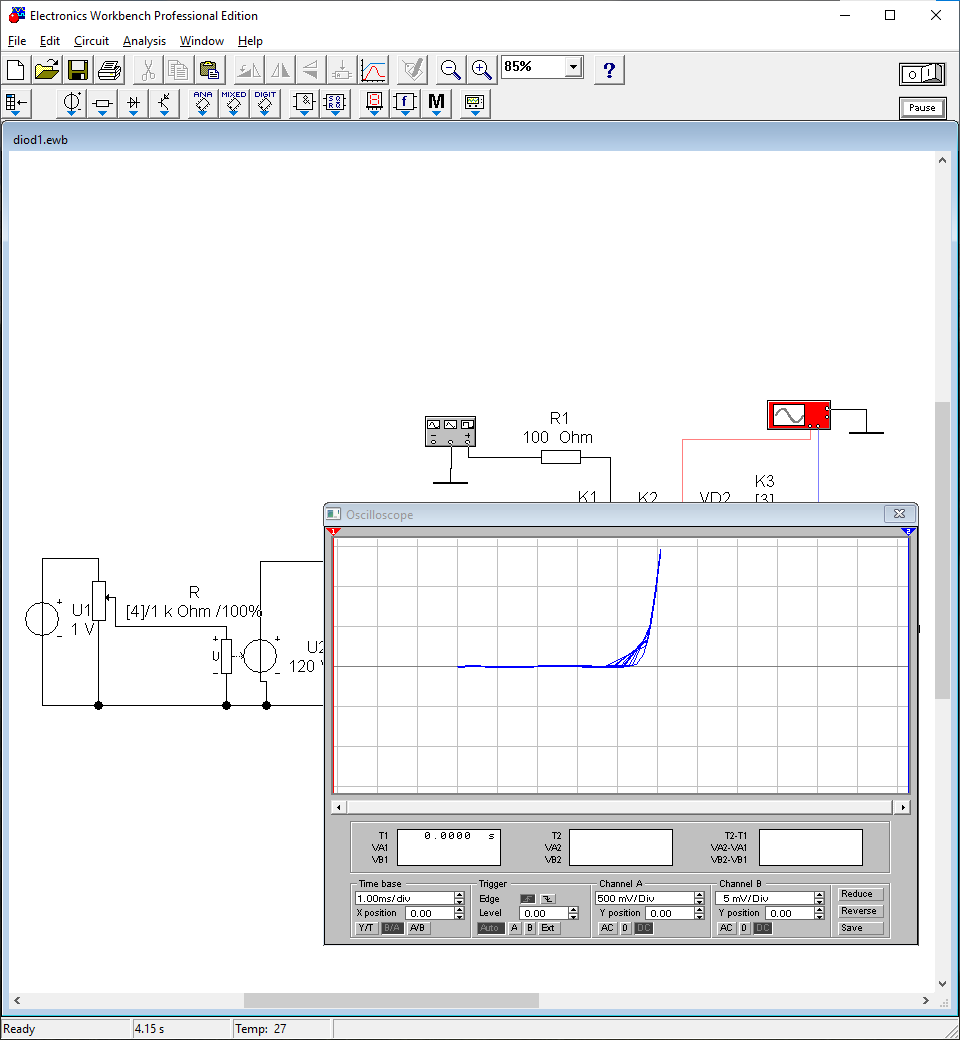 Electronics Workbench Professional Edition
File Edit Circuit Analysis Window Help
85%
?
ANA MIXED DIGIT
f M
Pause
diod1.ewb
R1
100 Ohm
K1 K2 VD2 K3
[3]
Oscilloscope
1 2
U1
1 V
R
[4]/1 k Ohm /100%
U
U2
120 V
T1 0.0000 s T2 T2-T1
VA1 VA2 VA2-VA1
VB1 VB2 VB2-VB1
Time base Trigger Channel A Channel B
1.00ms/div Edge 500 mV/Div 5 mV/Div Reduce
X position 0.00 Level 0.00 Y position 0.00 Y position 0.00 Reverse
Y/T B/A A/B Auto A B Ext AC 0 DC AC 0 DC Save
Ready 4.15 s Temp: 27